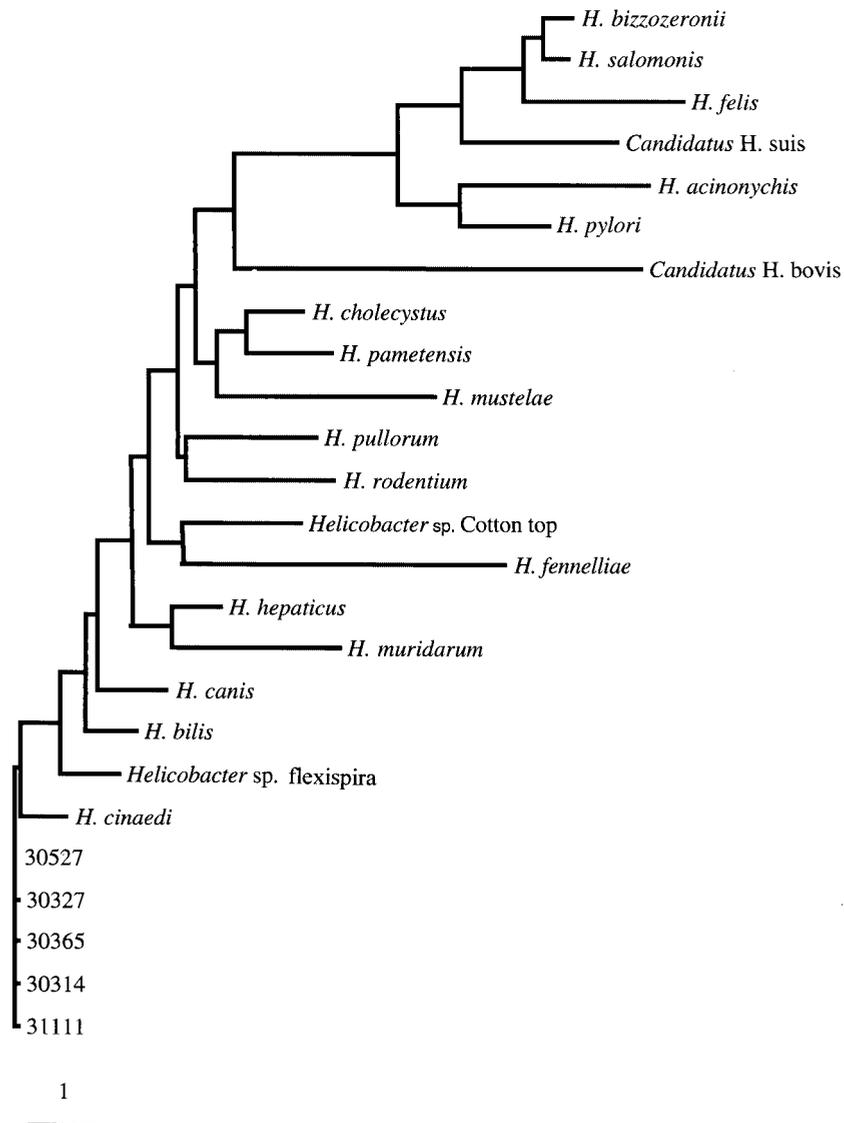 H. bizzozeronii
H. salomonis
H. felis
Candidatus H. suis
H. acinonychis
H. pylori
Candidatus H. bovis
H. cholecystus
H. pametensis
H. mustelae
H. pullorum
H. rodentium
Helicobacter sp. Cotton top
H. fennelliae
H. hepaticus
H. muridarum
H. canis
H. bilis
Helicobacter sp. flexispira
H. cinaedi
30527
30327
30365
30314
31111
1